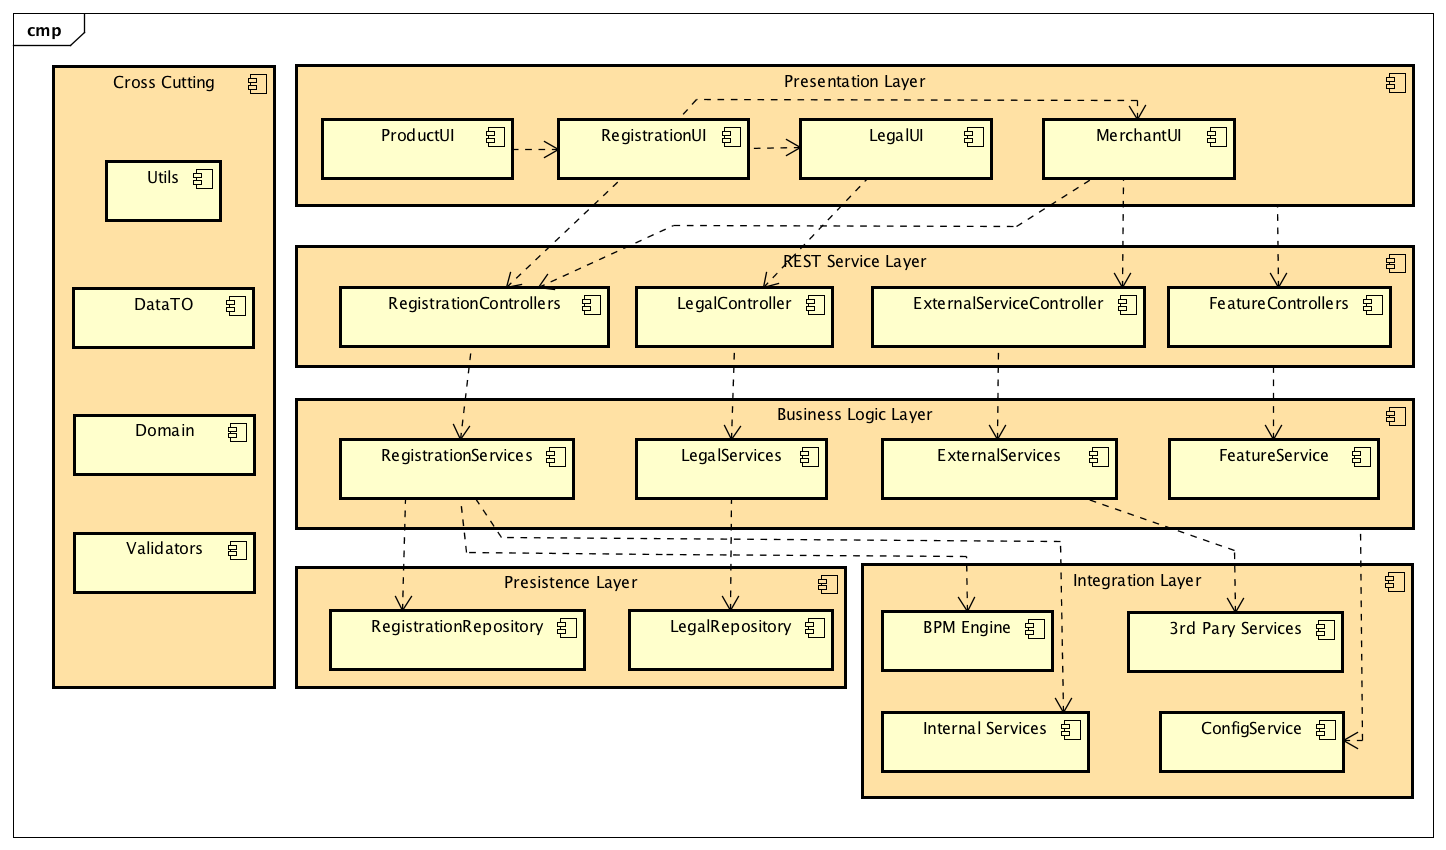 cmp
Cross Cutting
Utils
DataTO
Domain
Validators
Presentation Layer
ProductUI
RegistrationUI
LegalUI
MerchantUI
REST Service Layer
RegistrationControllers
LegalController
ExternalServiceController
FeatureControllers
Business Logic Layer
RegistrationServices
LegalServices
ExternalServices
FeatureService
Presistence Layer
RegistrationRepository
LegalRepository
Integration Layer
BPM Engine
3rd Pary Services
Internal Services
ConfigService